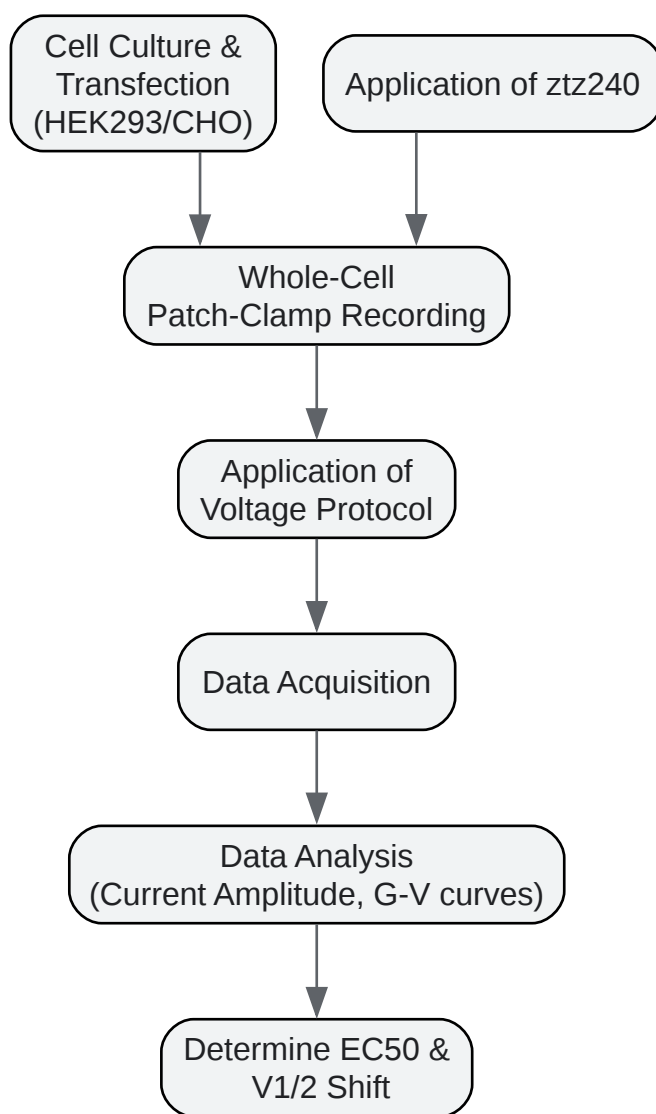 Cell Culture &
Transfection
(HEK293/CHO)
Application of ztz240
Whole-Cell
Patch-Clamp Recording
Application of
Voltage Protocol
Data Acquisition
Data Analysis
(Current Amplitude, G-V curves)
Determine EC50 &
V1/2 Shift